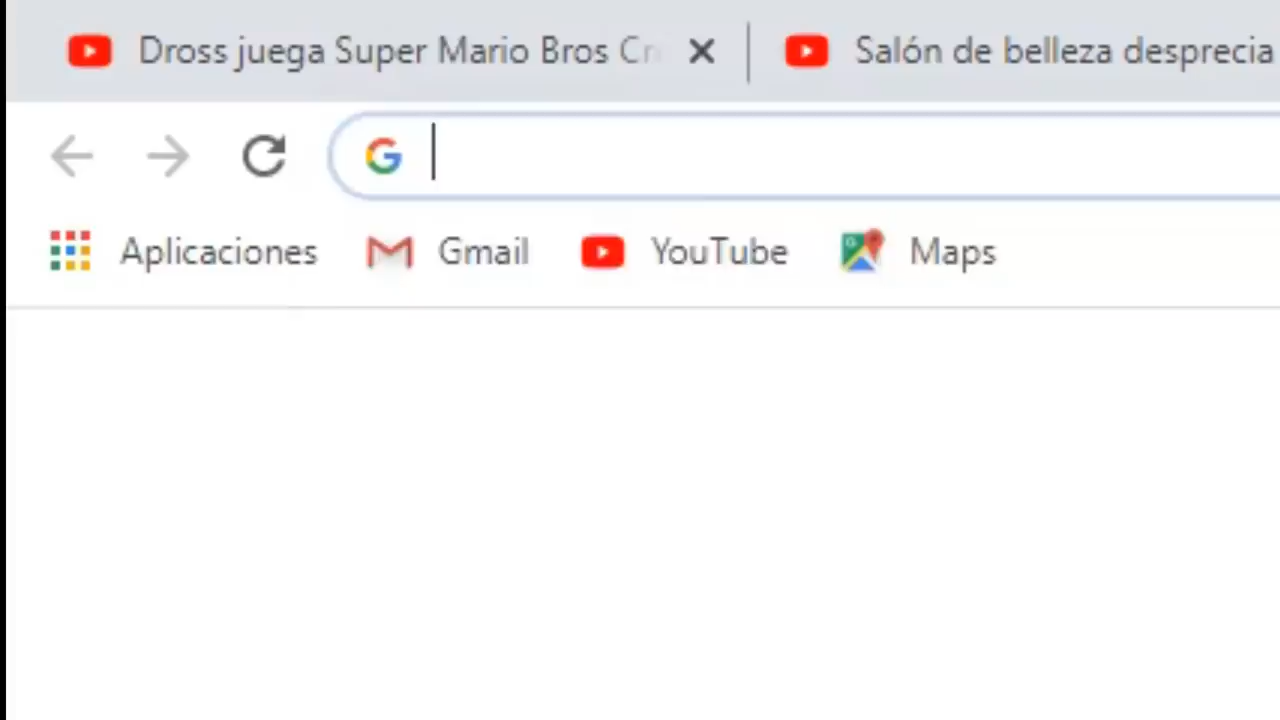 Dross juega Super Mario Bros
Salón de belleza desprecia
Aplicaciones
Gmail
YouTube
Maps